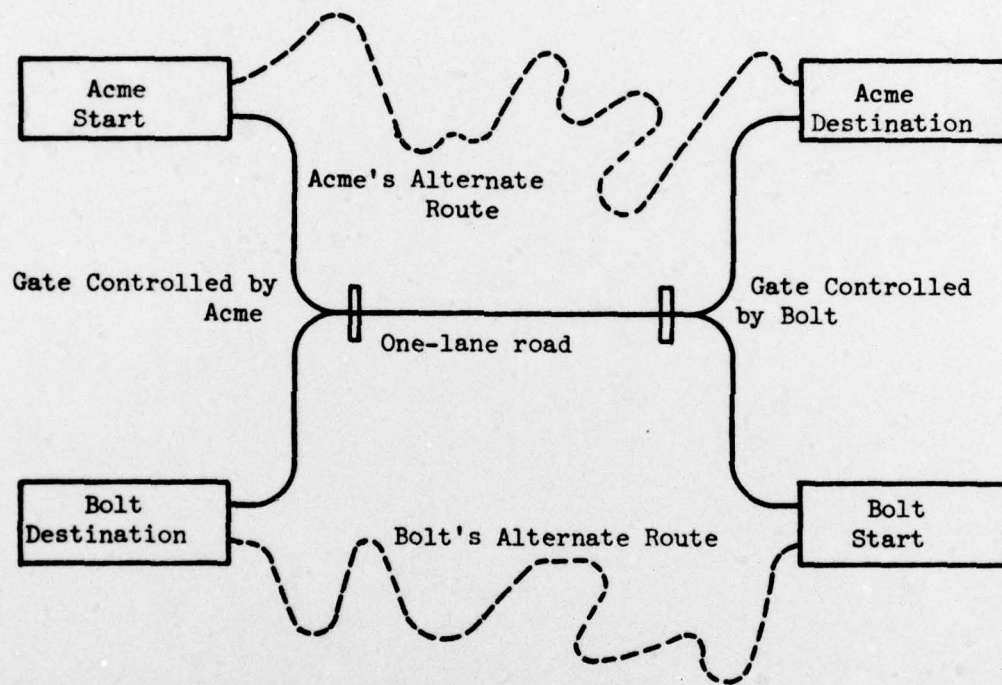 Acme
Start
Acme
Destination
Acme's Alternate
Route
Gate Controlled by
Acme
Gate Controlled
by Bolt
One-lane road
Bolt
Destination
Bolt's Alternate Route
Bolt
Start